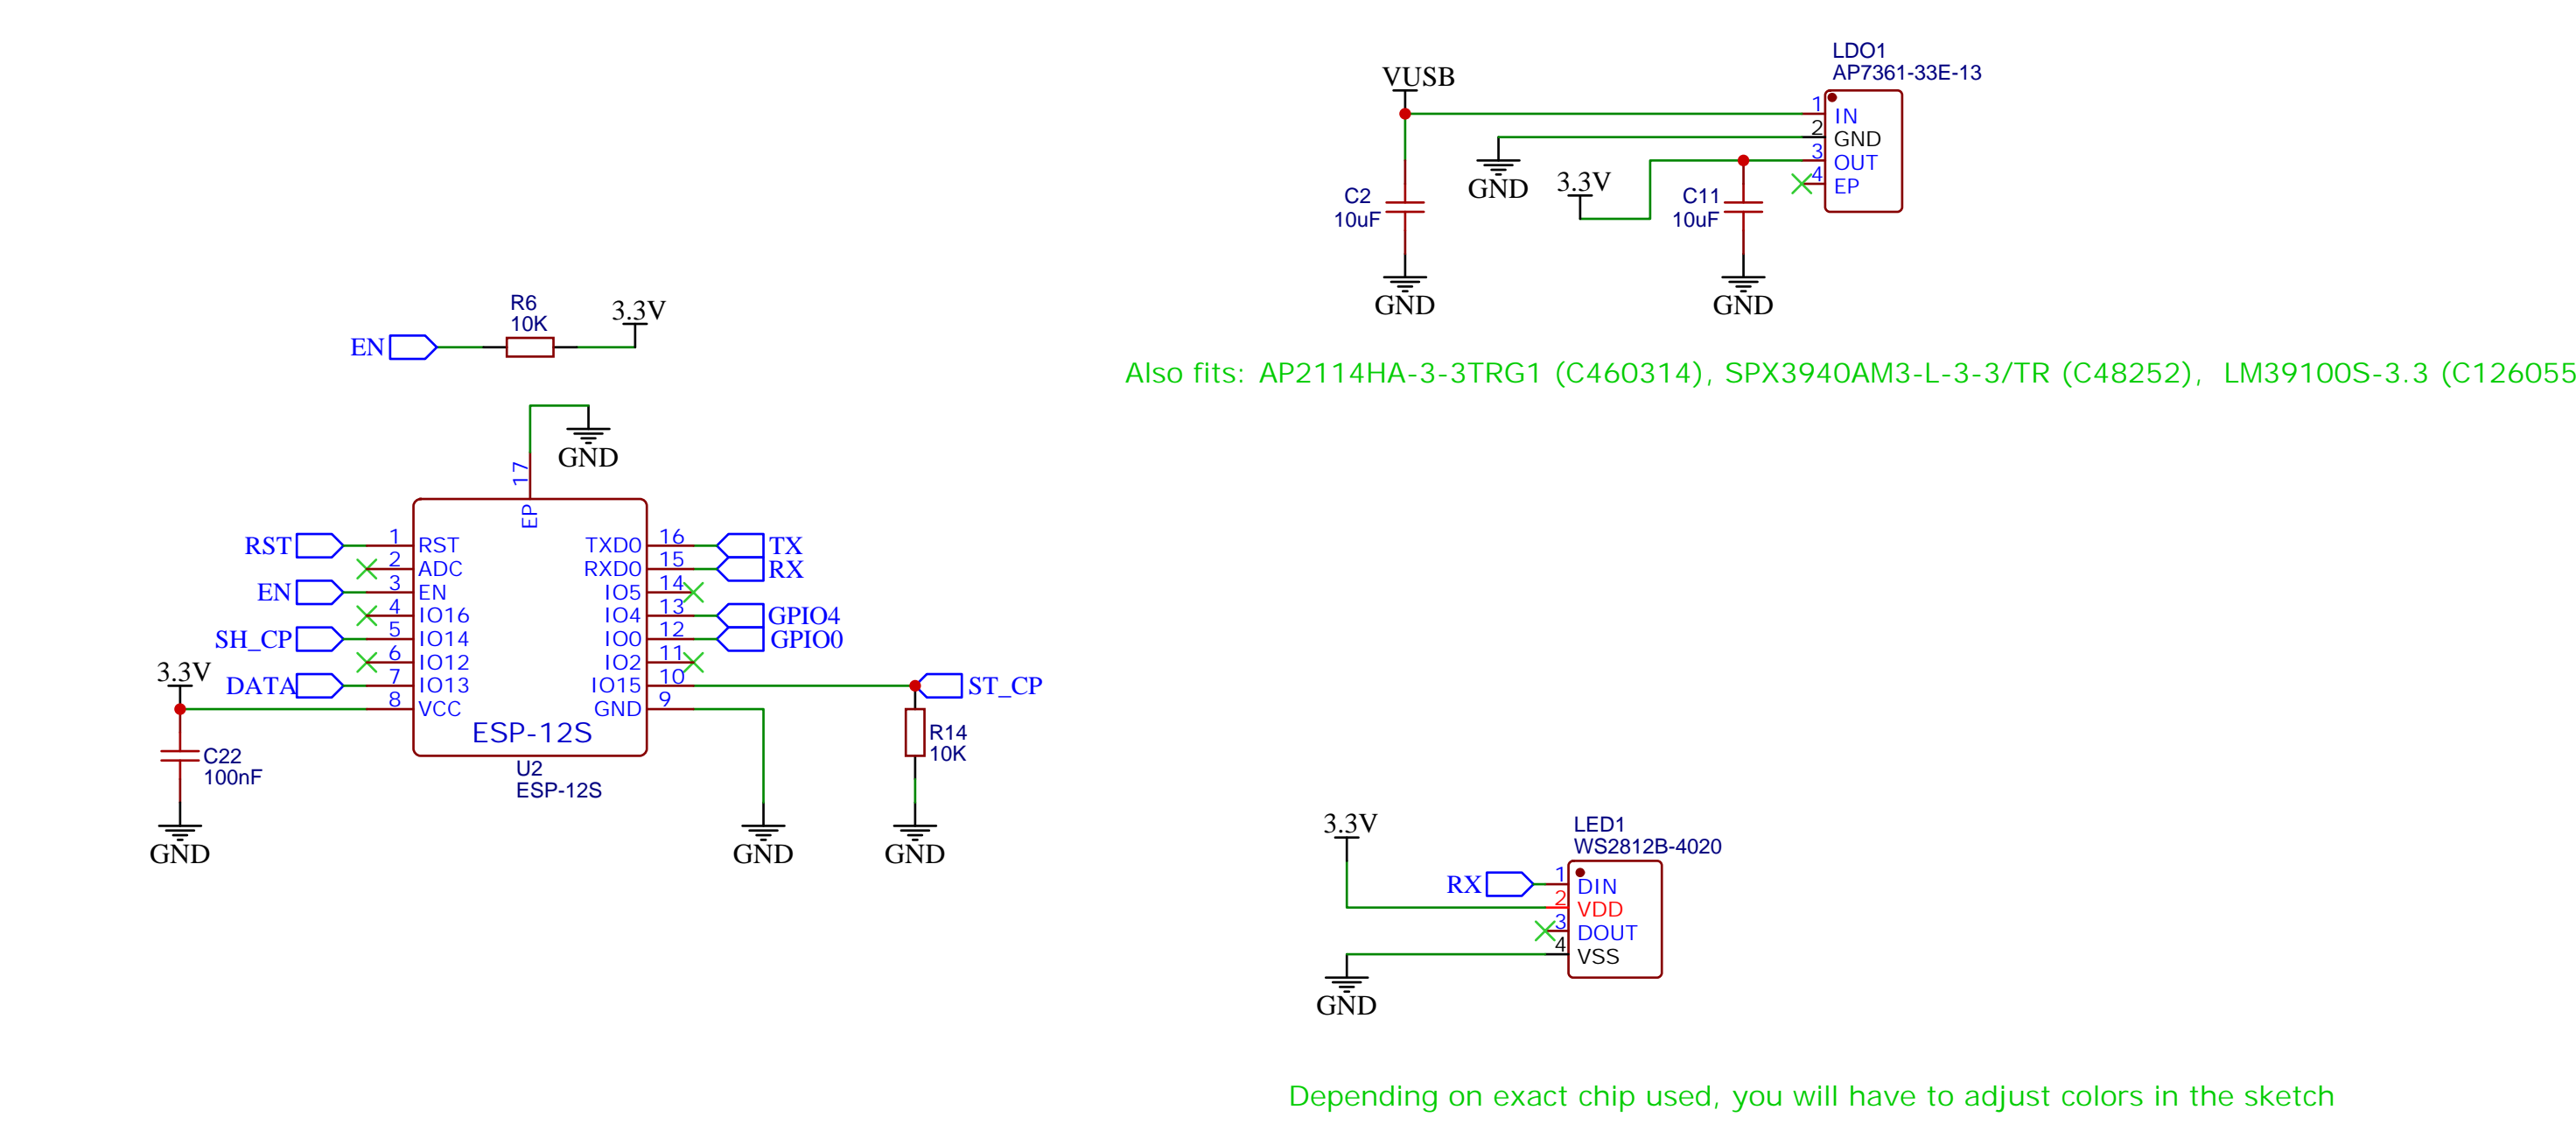 LDO1
AP7361-33E-13
VUSB
1 IN
2 GND
3 OUT
4 EP
GND
3.3V
C2
10uF
C11
10uF
GND
GND
Also fits: AP2114HA-3-3TRG1 (C460314), SPX3940AM3-L-3-3/TR (C48252), LM39100S-3.3 (C126055
R6
10K
3.3V
EN
GND
17
EP
RST 1 RST
2 ADC
EN 3 EN
4 IO16
SH_CP 5 IO14
6 IO12
DATA 7 IO13
3.3V
8 VCC
TXD0 16 TX
RXD0 15 RX
IO5 14
IO4 13 GPIO4
IO0 12 GPIO0
IO2 11
IO15 10 ST_CP
GND 9
ESP-12S
U2
ESP-12S
C22
100nF
GND
R14
10K
GND
GND
3.3V
LED1
WS2812B-4020
RX 1 DIN
2 VDD
3 DOUT
4 VSS
GND
Depending on exact chip used, you will have to adjust colors in the sketch